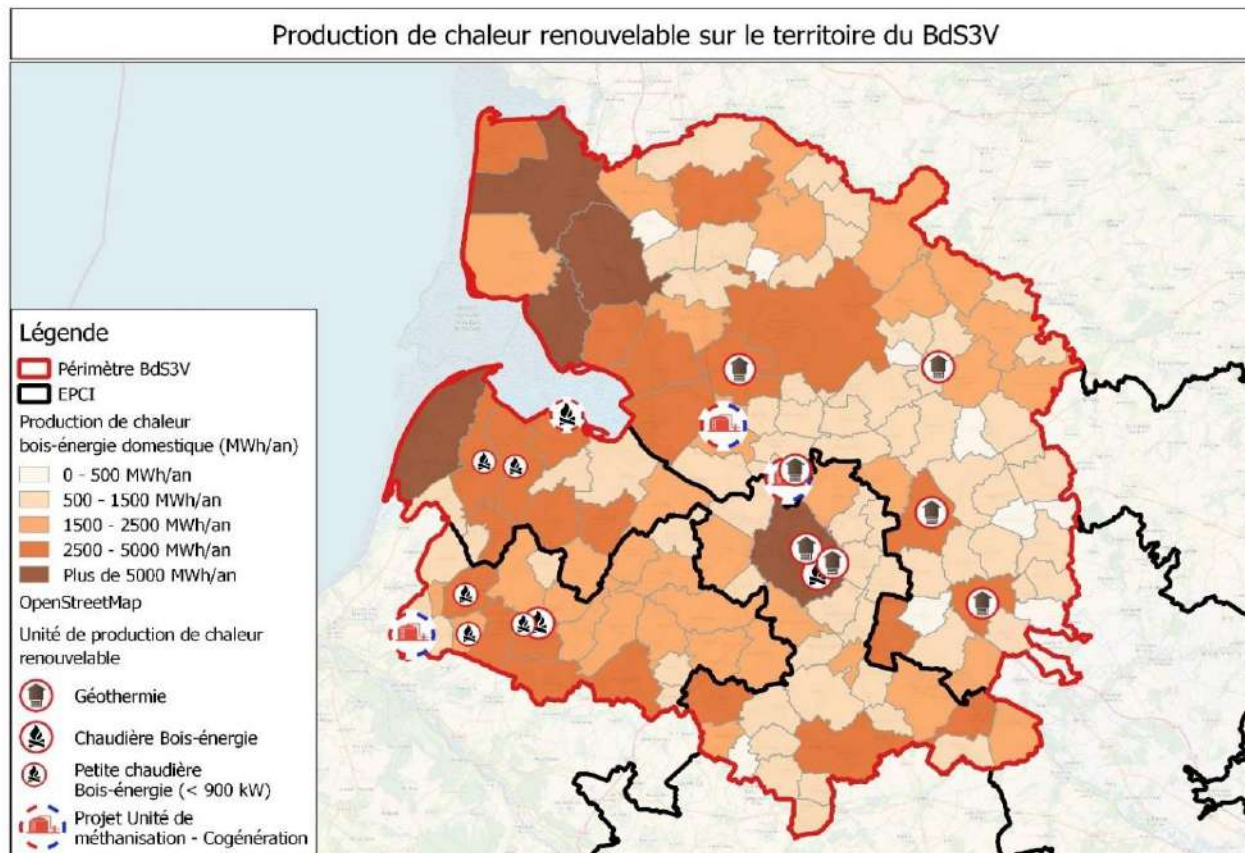 Production de chaleur renouvelable sur le territoire du BdS3V
Légende
Périmètre BdS3V
EPCI
Production de chaleur
bois-énergie domestique (MWh/an)
0 - 500 MWh/an
500 - 1500 MWh/an
1500 - 2500 MWh/an
2500 - 5000 MWh/an
Plus de 5000 MWh/an
OpenStreetMap
Unité de production de chaleur
renouvelable
Géothermie
Chaudière Bois-énergie
Petite chaudière
Bois-énergie (< 900 kW)
Projet Unité de
méthanisation - Cogénération